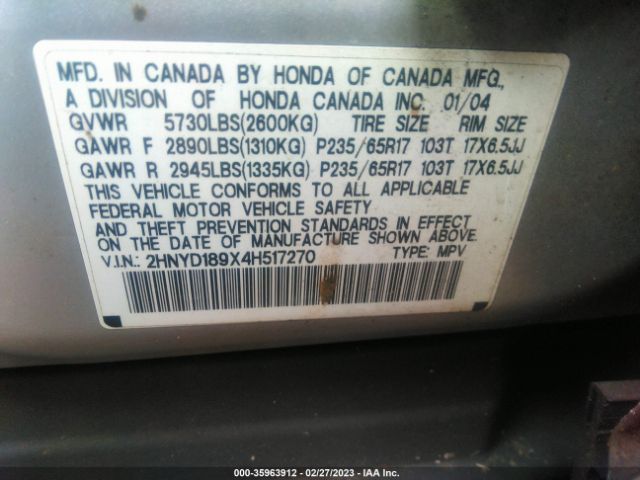 MFD. IN CANADA BY HONDA OF CANADA MFG.,
A DIVISION OF HONDA CANADA INC. 01/04
GVWR 5730LBS(2600KG) TIRE SIZE RIM SIZE
GAWR F 2890LBS(1310KG) P235/65R17 103T 17X6.5JJ
GAWR R 2945LBS(1335KG) P235/65R17 103T 17X6.5JJ
THIS VEHICLE CONFORMS TO ALL APPLICABLE
FEDERAL MOTOR VEHICLE SAFETY
AND THEFT PREVENTION STANDARDS IN EFFECT
ON THE DATE OF MANUFACTURE SHOWN ABOVE.
V.I.N.: 2HNYD189X4H517270 TYPE: MPV
000-35963912 - 02/27/2023 - IAA Inc.